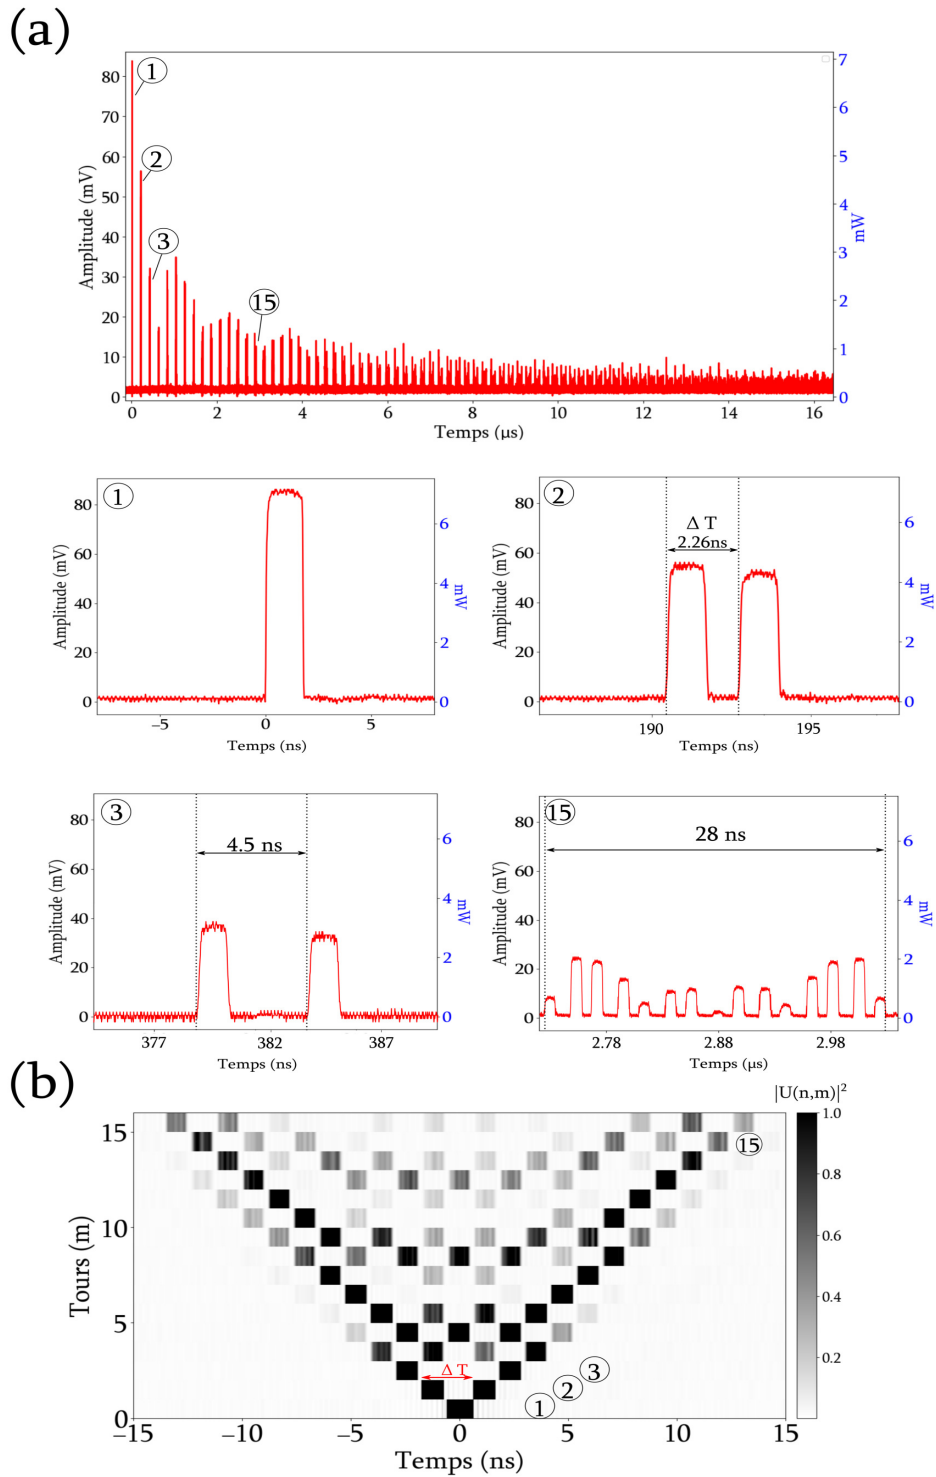 (a)
1
2
3
15
Amplitude (mV)
80
70
60
50
40
30
20
10
0
7
6
5
4
3
2
1
0
mW
0 2 4 6 8 10 12 14 16
Temps (μs)
1
Amplitude (mV)
80
60
40
20
0
6
4
2
0
mW
−5 0 5
Temps (ns)
2
Δ T
2.26ns
Amplitude (mV)
80
60
40
20
0
6
4
2
0
mW
190 195
Temps (ns)
3
4.5 ns
Amplitude (mV)
80
60
40
20
0
6
4
2
0
mW
377 382 387
Temps (ns)
15
28 ns
Amplitude (mV)
80
60
40
20
0
6
4
2
0
mW
2.78 2.88 2.98
Temps (μs)
(b)
|U(n,m)|²
Tours (m)
15
10
5
0
15
Δ T
1
2
3
1.0
0.8
0.6
0.4
0.2
−15 −10 −5 0 5 10 15
Temps (ns)